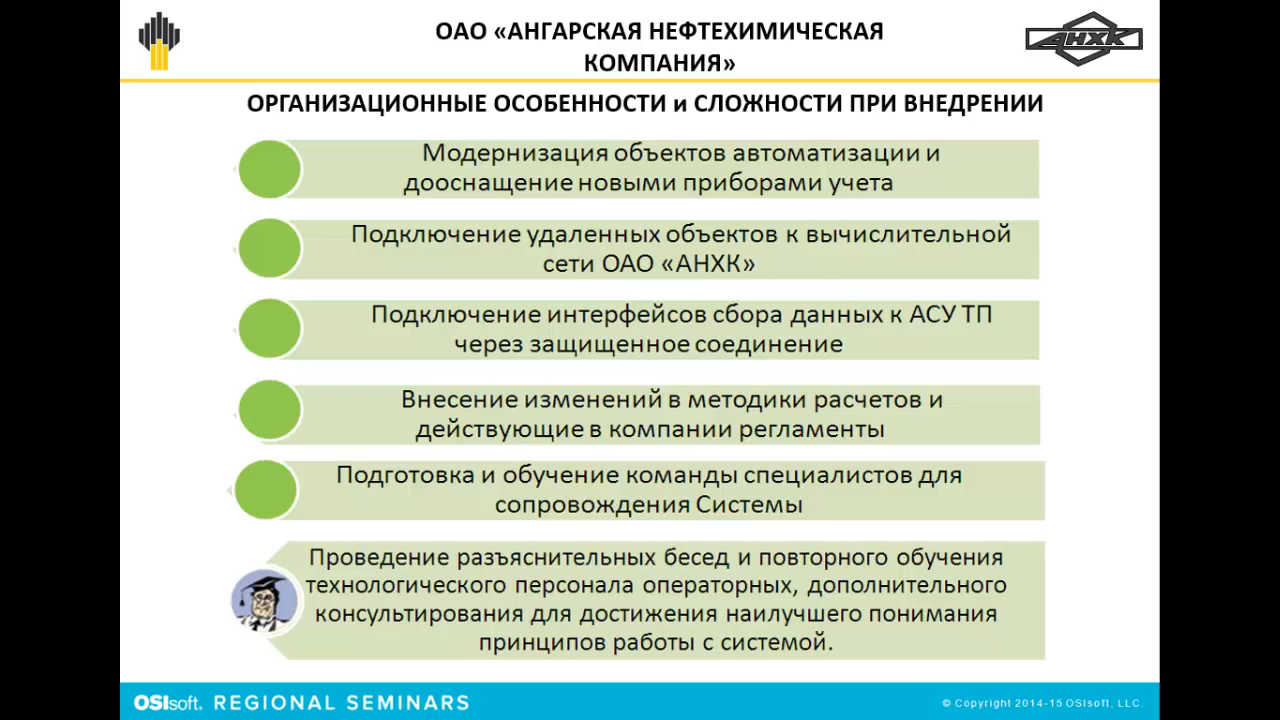 ОАО «АНГАРСКАЯ НЕФТЕХИМИЧЕСКАЯ
КОМПАНИЯ»
АНХК
ОРГАНИЗАЦИОННЫЕ ОСОБЕННОСТИ и СЛОЖНОСТИ ПРИ ВНЕДРЕНИИ
Модернизация объектов автоматизации и
дооснащение новыми приборами учета
Подключение удаленных объектов к вычислительной
сети ОАО «АНХК»
Подключение интерфейсов сбора данных к АСУ ТП
через защищенное соединение
Внесение изменений в методики расчетов и
действующие в компании регламенты
Подготовка и обучение команды специалистов для
сопровождения Системы
Проведение разъяснительных бесед и повторного обучения
технологического персонала операторных, дополнительного
консультирования для достижения наилучшего понимания
принципов работы с системой.
OSIsoft. REGIONAL SEMINARS
© Copyright 2014-15 OSIsoft, LLC.